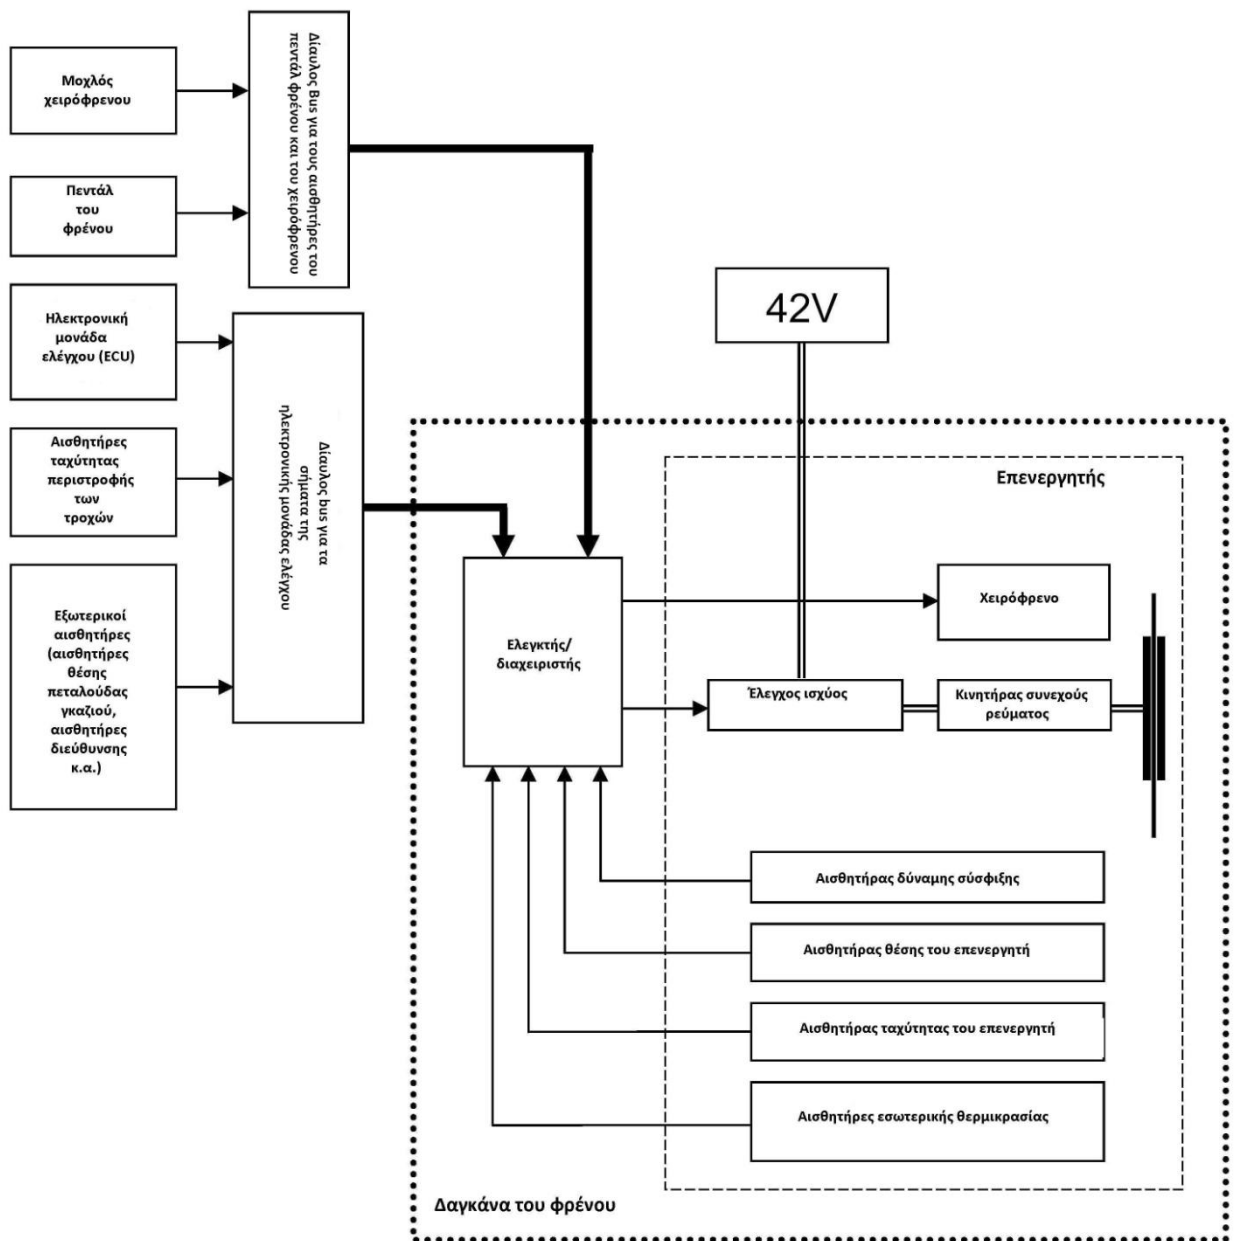 Μοχλός
χειρόφρενου
Πεντάλ
του
φρένου
Ηλεκτρονική
μονάδα
ελέγχου (ECU)
Αισθητήρες
ταχύτητας
περιστροφής
των
τροχών
Εξωτερικοί
αισθητήρες
(αισθητήρες
θέσης
πεταλούδας
γκαζιού,
αισθητήρες
διεύθυνσης
κ.α.)
Δίαυλος Bus για τους αισθητήρες του
πεντάλ φρένου και του χειρόφρενου
Δίαυλος bus για τα
σήματα της
ηλεκτρονικής μονάδας ελέγχου
42V
Επενεργητής
Ελεγκτής/
διαχειριστής
Χειρόφρενο
Έλεγχος ισχύος
Κινητήρας συνεχούς
ρεύματος
Αισθητήρας δύναμης σύσφιξης
Αισθητήρας θέσης του επενεργητή
Αισθητήρας ταχύτητας του επενεργητή
Αισθητήρες εσωτερικής θερμικρασίας
Δαγκάνα του φρένου